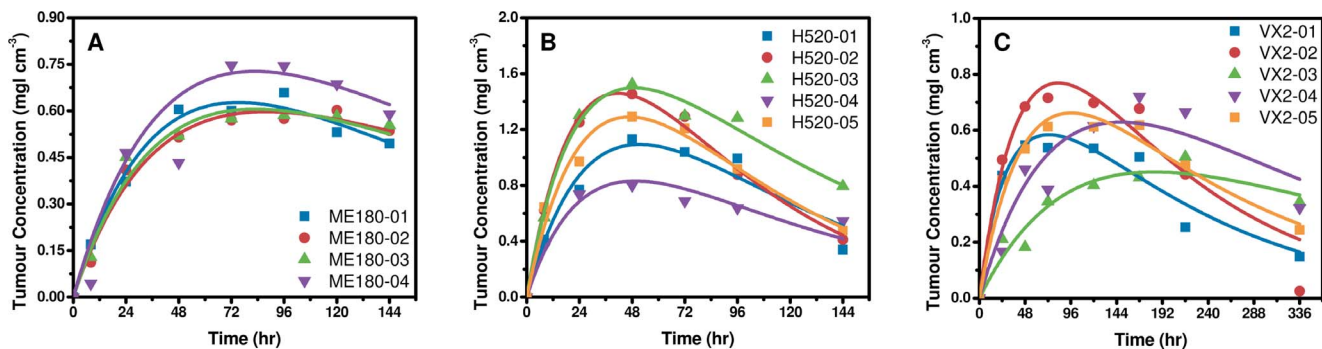 A
Tumour Concentration (mgI cm⁻³)
0.90
0.75
0.60
0.45
0.30
0.15
0.00
ME180-01
ME180-02
ME180-03
ME180-04
0 24 48 72 96 120 144
Time (hr)
B
Tumour Concentration (mgI cm⁻³)
2.0
1.6
1.2
0.8
0.4
0.0
H520-01
H520-02
H520-03
H520-04
H520-05
0 24 48 72 96 120 144
Time (hr)
C
Tumour Concentration (mgI cm⁻³)
1.0
0.8
0.6
0.4
0.2
0.0
VX2-01
VX2-02
VX2-03
VX2-04
VX2-05
0 48 96 144 192 240 288 336
Time (hr)